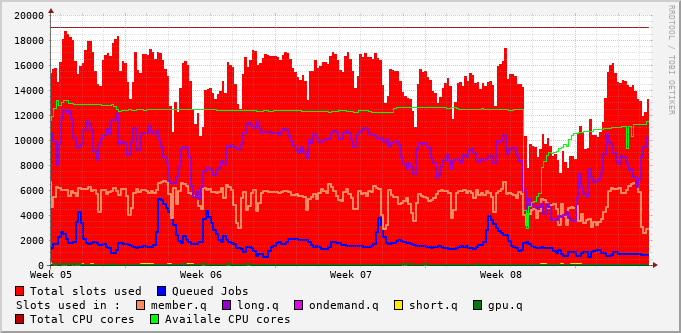 20000
18000
16000
14000
12000
10000
8000
6000
4000
2000
0
Week 05 Week 06 Week 07 Week 08
RRDTOOL / TOBI OETIKER
Total slots used Queued Jobs
Slots used in : member.q long.q ondemand.q short.q gpu.q
Total CPU cores Availale CPU cores